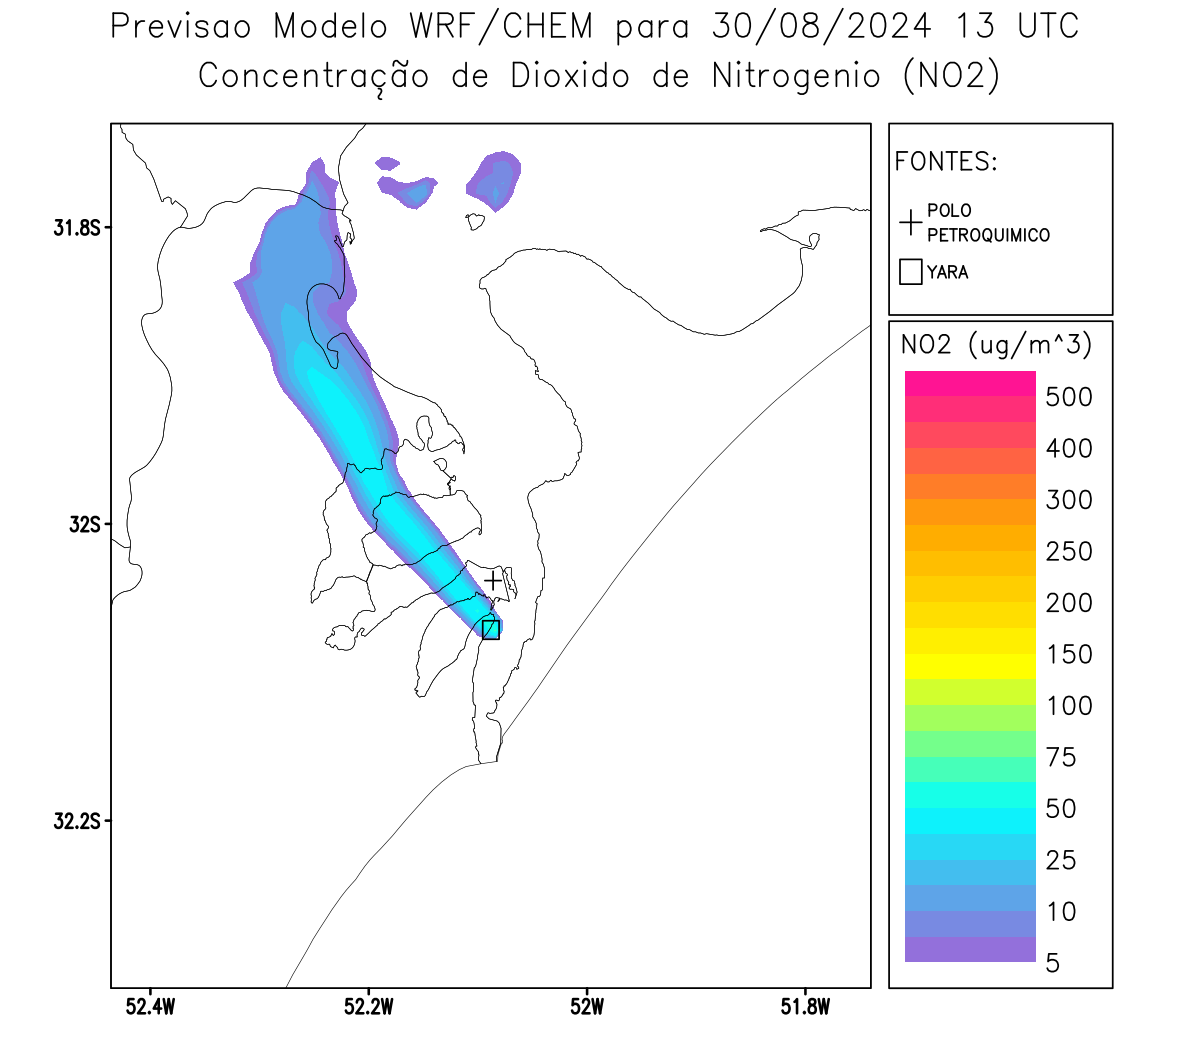 Previsao Modelo WRF/CHEM para 30/08/2024 13 UTC
Concentração de Dioxido de Nitrogenio (NO2)
FONTES:
POLO
PETROQUIMICO
YARA
31.8S
32S
32.2S
52.4W
52.2W
52W
51.8W
NO2 (ug/m^3)
500
400
300
250
200
150
100
75
50
25
10
5